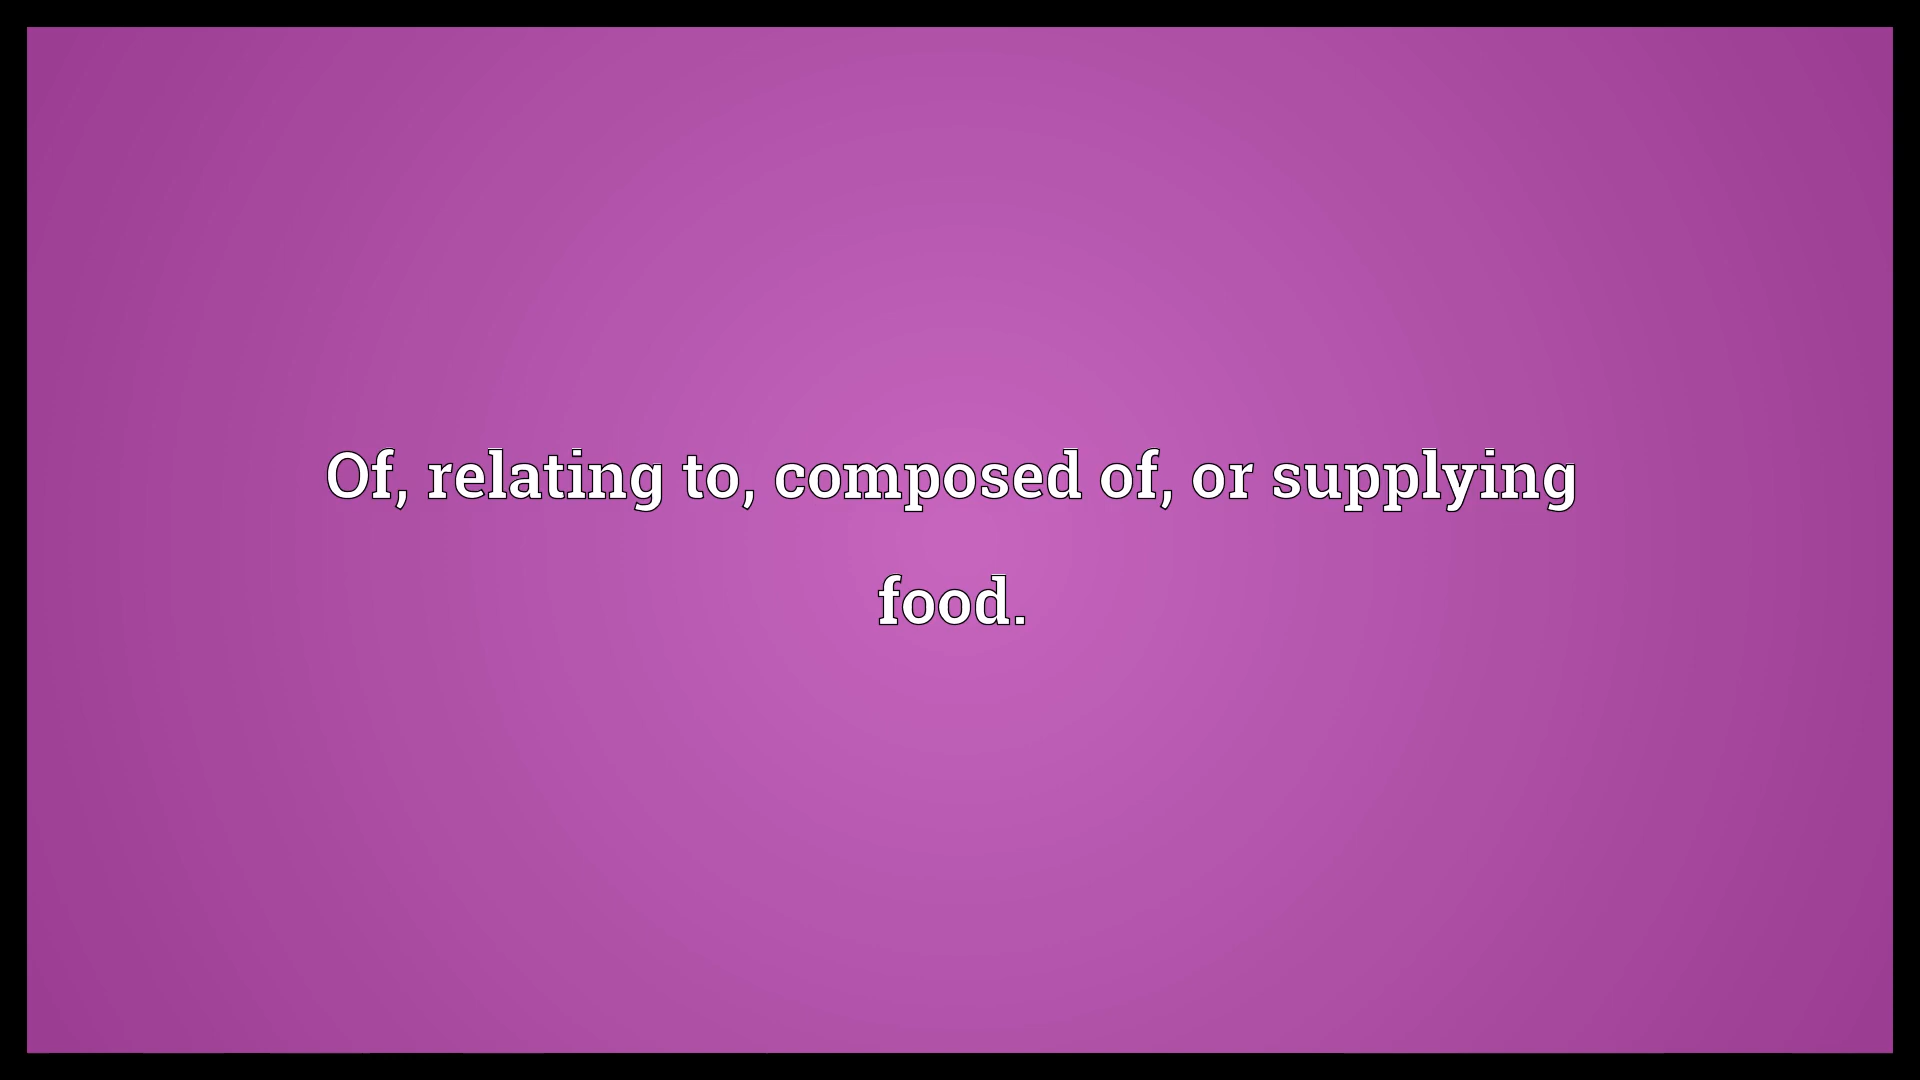 Of, relating to, composed of, or supplying
food.